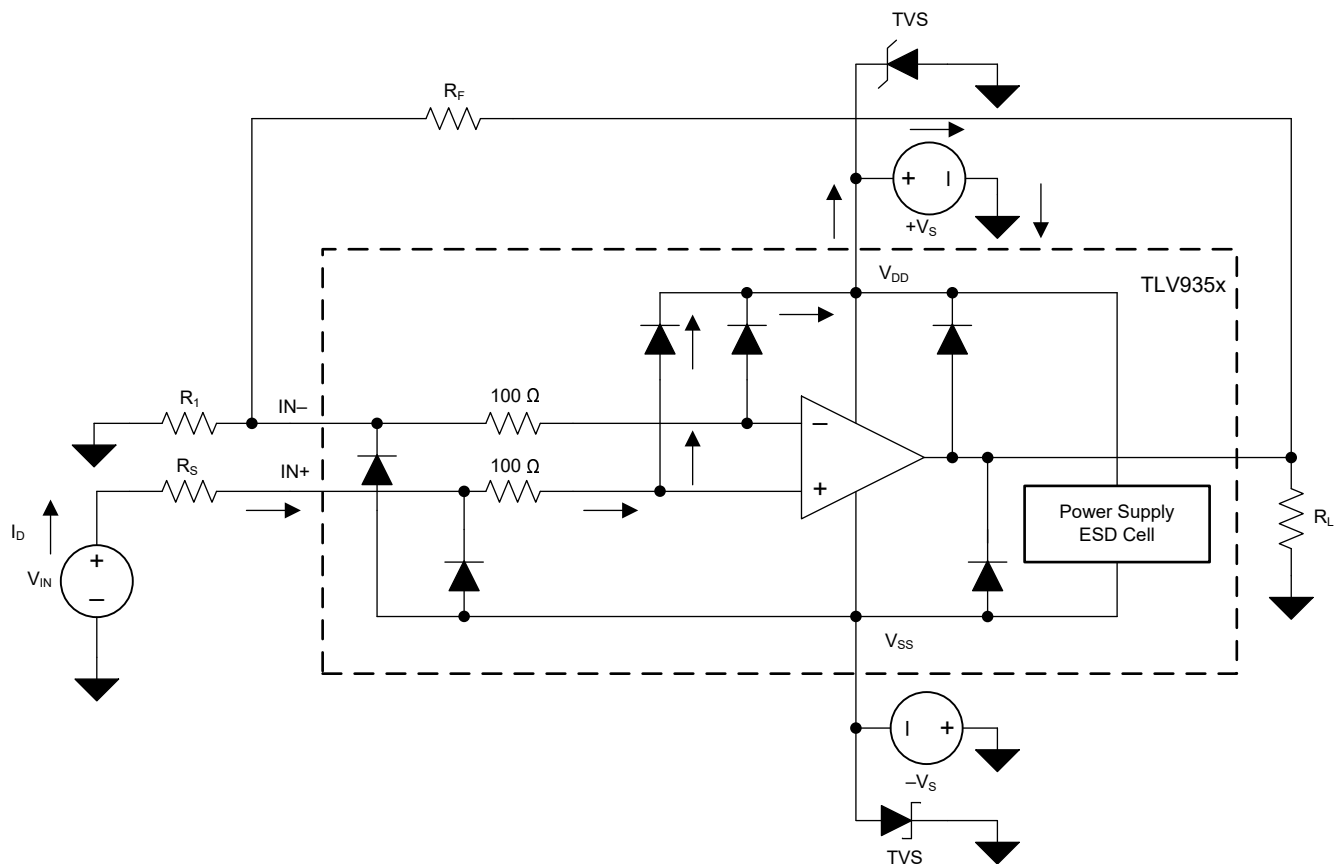 TVS
R_F
+ |
+V_S
V_DD
TLV935x
R_1
IN–
100 Ω
–
R_S
IN+
100 Ω
+
I_D
V_IN
+
–
Power Supply
ESD Cell
R_L
V_SS
| +
–V_S
TVS